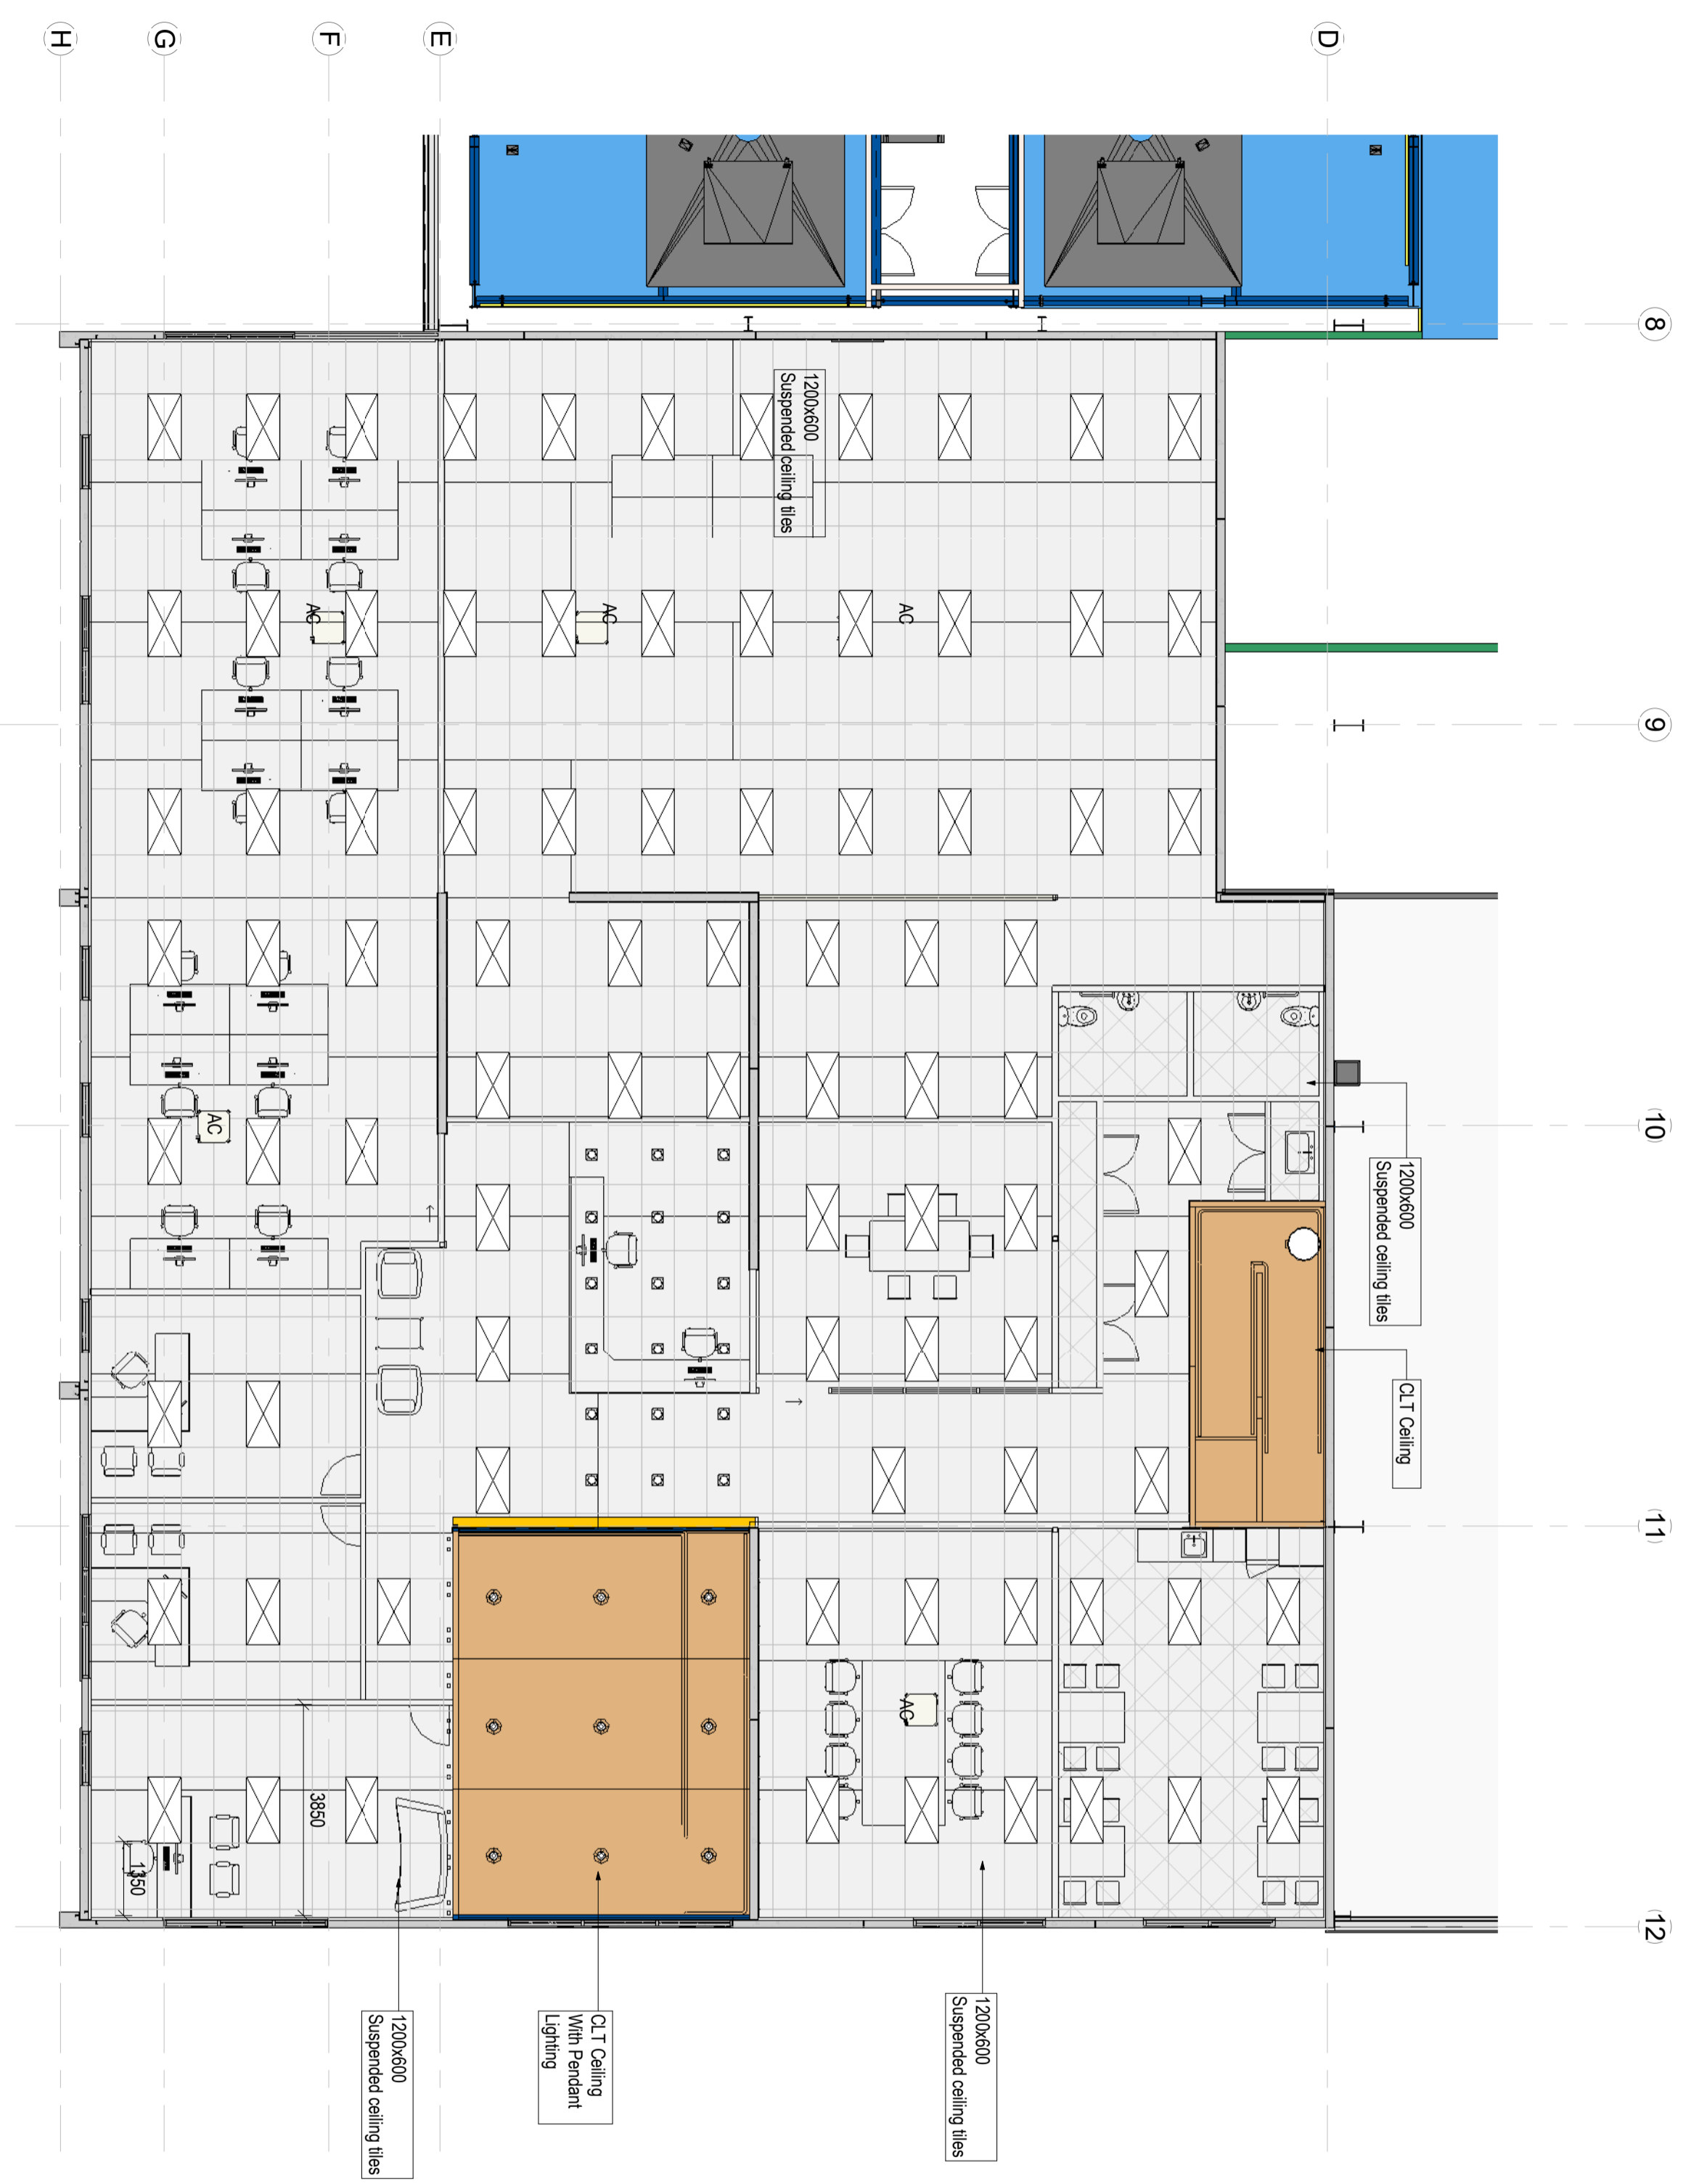 H
G
F
E
D
8
9
10
11
12
1200x600
Suspended ceiling tiles
AC
AC
AC
AC
AC
1200x600
Suspended ceiling tiles
CLT Ceiling
3850
1350
1200x600
Suspended ceiling tiles
CLT Ceiling
With Pendant
Lighting
1200x600
Suspended ceiling tiles